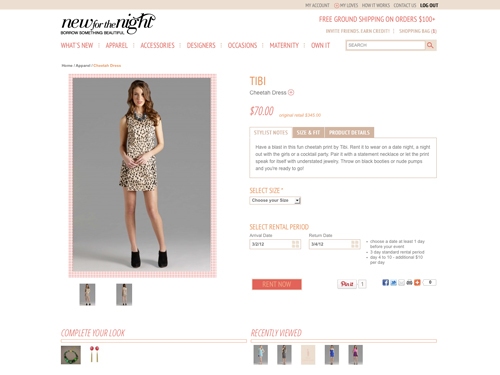 MY ACCOUNT MY LOVES HOW IT WORKS CONTACT US LOG OUT
new for the night
BORROW SOMETHING BEAUTIFUL
FREE GROUND SHIPPING ON ORDERS $100+
INVITE FRIENDS, EARN CREDIT! SHOPPING BAG
WHAT'S NEW APPAREL ACCESSORIES DESIGNERS OCCASIONS MATERNITY OWN IT
SEARCH
Home / Apparel / Cheetah Dress
TIBI
Cheetah Dress
$70.00 original retail
STYLIST NOTES SIZE & FIT PRODUCT DETAILS
Have a blast in this fun cheetah print by Tibi. Rent it to wear on a date night, a night
out with the girls or a cocktail party. Pair it with a statement necklace or let the print
speak for itself with understated jewelry. Throw on black booties or nude pumps
and you're ready to go!
SELECT SIZE *
Choose your Size
SELECT RENTAL PERIOD
Arrival Date Return Date
3/2/12 3/4/12
• choose a date at least 7 day
before your event
• 3 day standard rental period
• day 4 to 10 - additional $10
per day
RENT NOW
Pin it 1
0
COMPLETE YOUR LOOK
RECENTLY VIEWED